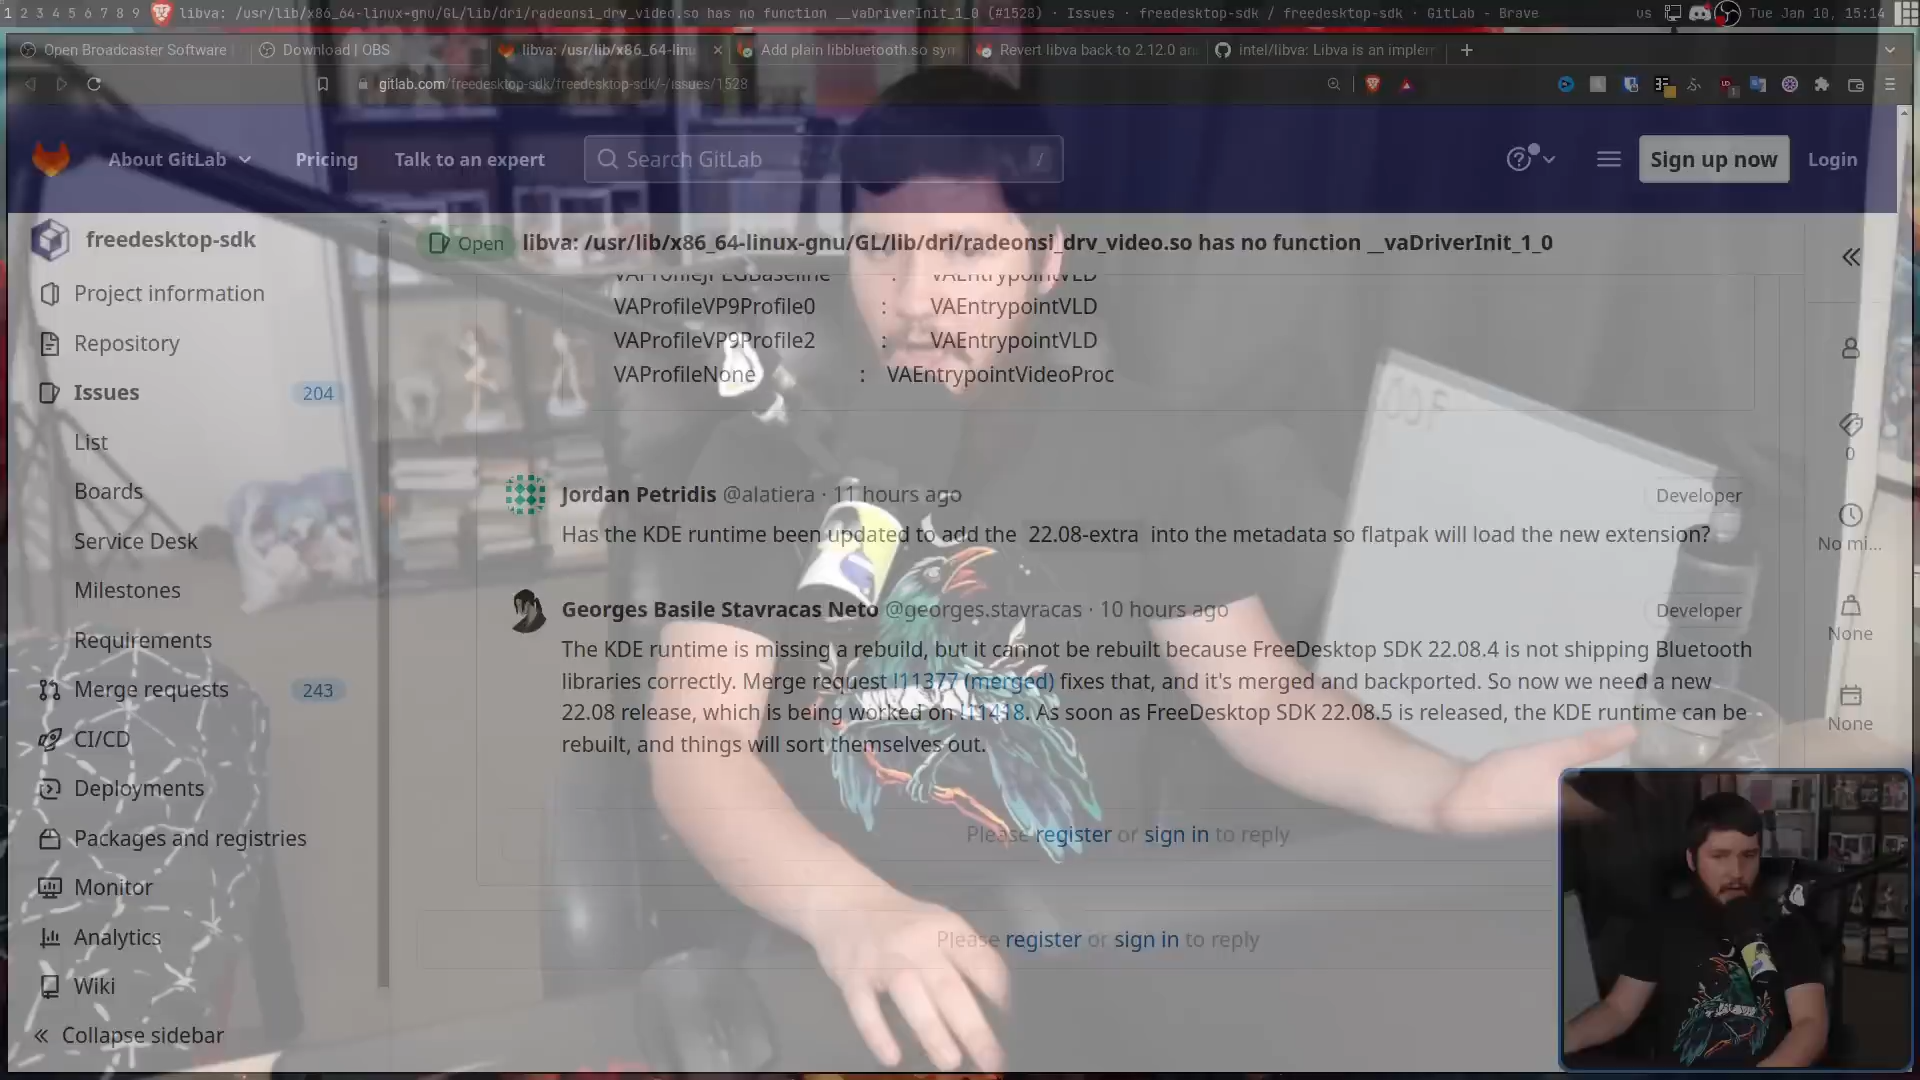 1 2 3 4 5 6 7 8 9 libva: /usr/lib/x86_64-linux-gnu/GL/lib/dri/radeonsi_drv_video.so has no function __vaDriverInit_1_0 (#1528) · Issues · freedesktop-sdk / freedesktop-sdk · GitLab - Brave us Tue Jan 10, 15:14
Open Broadcaster Software Download | OBS libva: /usr/lib/x86_64-linu Add plain libbluetooth.so sym Revert libva back to 2.12.0 an intel/libva: Libva is an implem
gitlab.com/freedesktop-sdk/freedesktop-sdk/-/issues/1528
About GitLab Pricing Talk to an expert Search GitLab / Sign up now Login
freedesktop-sdk
Project information
Repository
Issues 204
List
Boards
Service Desk
Milestones
Requirements
Merge requests 243
CI/CD
Deployments
Packages and registries
Monitor
Analytics
Wiki
Collapse sidebar
Open libva: /usr/lib/x86_64-linux-gnu/GL/lib/dri/radeonsi_drv_video.so has no function __vaDriverInit_1_0
VAProfileJPEGBaseline : VAEntrypointVLD
VAProfileVP9Profile0 : VAEntrypointVLD
VAProfileVP9Profile2 : VAEntrypointVLD
VAProfileNone : VAEntrypointVideoProc
Jordan Petridis @alatiera · 11 hours ago Developer
Has the KDE runtime been updated to add the 22.08-extra into the metadata so flatpak will load the new extension?
Georges Basile Stavracas Neto @georges.stavracas · 10 hours ago Developer
The KDE runtime is missing a rebuild, but it cannot be rebuilt because FreeDesktop SDK 22.08.4 is not shipping Bluetooth
libraries correctly. Merge request !11377 (merged) fixes that, and it's merged and backported. So now we need a new
22.08 release, which is being worked on !11418. As soon as FreeDesktop SDK 22.08.5 is released, the KDE runtime can be
rebuilt, and things will sort themselves out.
Please register or sign in to reply
Please register or sign in to reply
0
No mi...
None
None